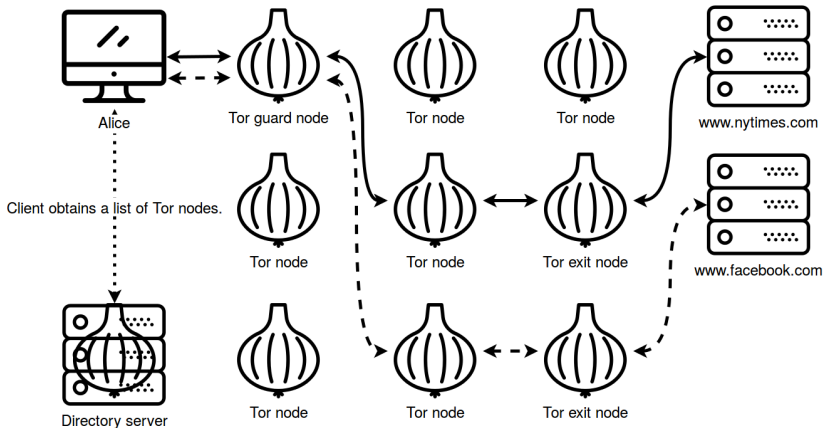 Alice
Tor guard node
Tor node
Tor node
www.nytimes.com
Client obtains a list of Tor nodes.
Tor node
Tor node
Tor exit node
www.facebook.com
Directory server
Tor node
Tor node
Tor exit node